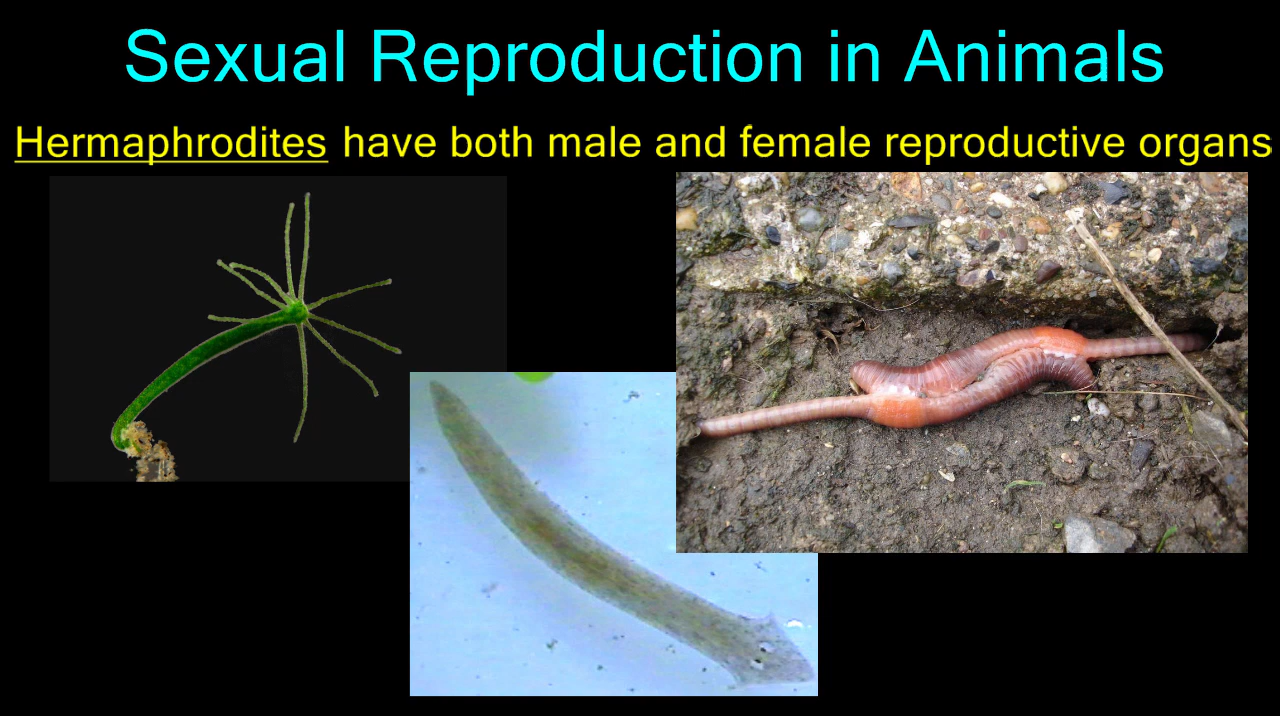 Sexual Reproduction in Animals
Hermaphrodites have both male and female reproductive organs